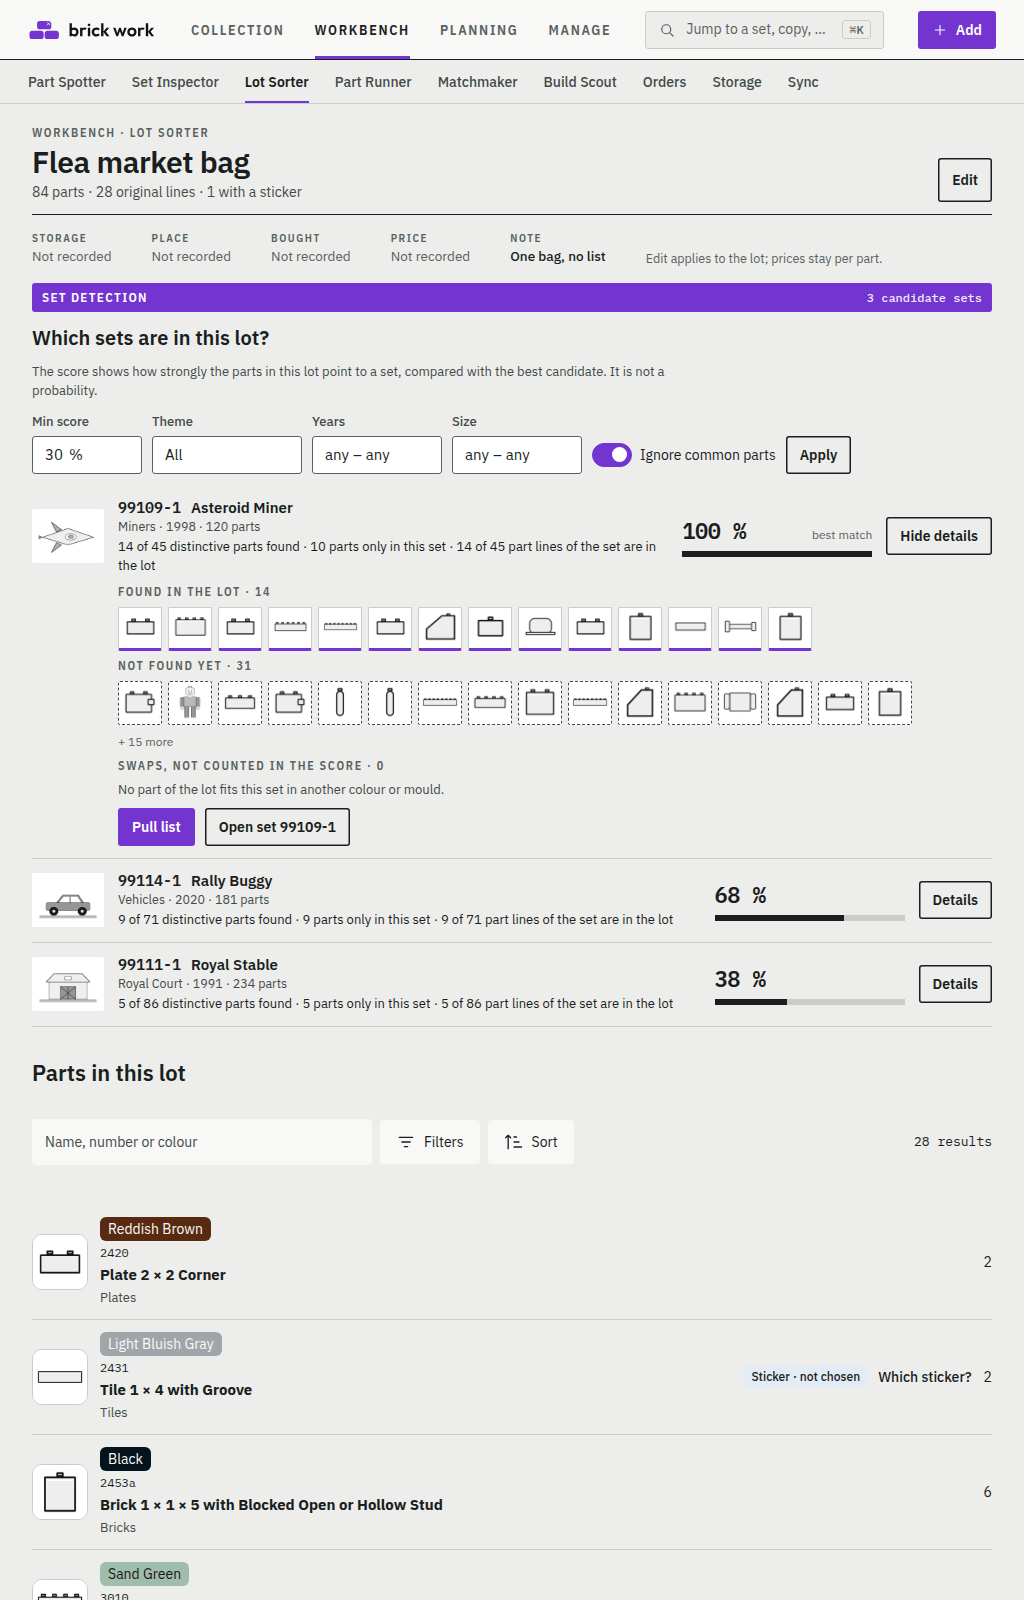 brick work
COLLECTION
WORKBENCH
PLANNING
MANAGE
Jump to a set, copy, ...
⌘K
+ Add
Part Spotter
Set Inspector
Lot Sorter
Part Runner
Matchmaker
Build Scout
Orders
Storage
Sync
WORKBENCH · LOT SORTER
Flea market bag
84 parts · 28 original lines · 1 with a sticker
Edit
STORAGE
Not recorded
PLACE
Not recorded
BOUGHT
Not recorded
PRICE
Not recorded
NOTE
One bag, no list
Edit applies to the lot; prices stay per part.
SET DETECTION
3 candidate sets
Which sets are in this lot?
The score shows how strongly the parts in this lot point to a set, compared with the best candidate. It is not a
probability.
Min score
30 %
Theme
All
Years
any – any
Size
any – any
Ignore common parts
Apply
99109-1 Asteroid Miner
Miners · 1998 · 120 parts
14 of 45 distinctive parts found · 10 parts only in this set · 14 of 45 part lines of the set are in
the lot
100 %
best match
Hide details
FOUND IN THE LOT · 14
NOT FOUND YET · 31
+ 15 more
SWAPS, NOT COUNTED IN THE SCORE · 0
No part of the lot fits this set in another colour or mould.
Pull list
Open set 99109-1
99114-1 Rally Buggy
Vehicles · 2020 · 181 parts
9 of 71 distinctive parts found · 9 parts only in this set · 9 of 71 part lines of the set are in the lot
68 %
Details
99111-1 Royal Stable
Royal Court · 1991 · 234 parts
5 of 86 distinctive parts found · 5 parts only in this set · 5 of 86 part lines of the set are in the lot
38 %
Details
Parts in this lot
Name, number or colour
Filters
Sort
28 results
Reddish Brown
2420
Plate 2 × 2 Corner
Plates
2
Light Bluish Gray
2431
Tile 1 × 4 with Groove
Tiles
Sticker · not chosen
Which sticker?
2
Black
2453a
Brick 1 × 1 × 5 with Blocked Open or Hollow Stud
Bricks
6
Sand Green
3010